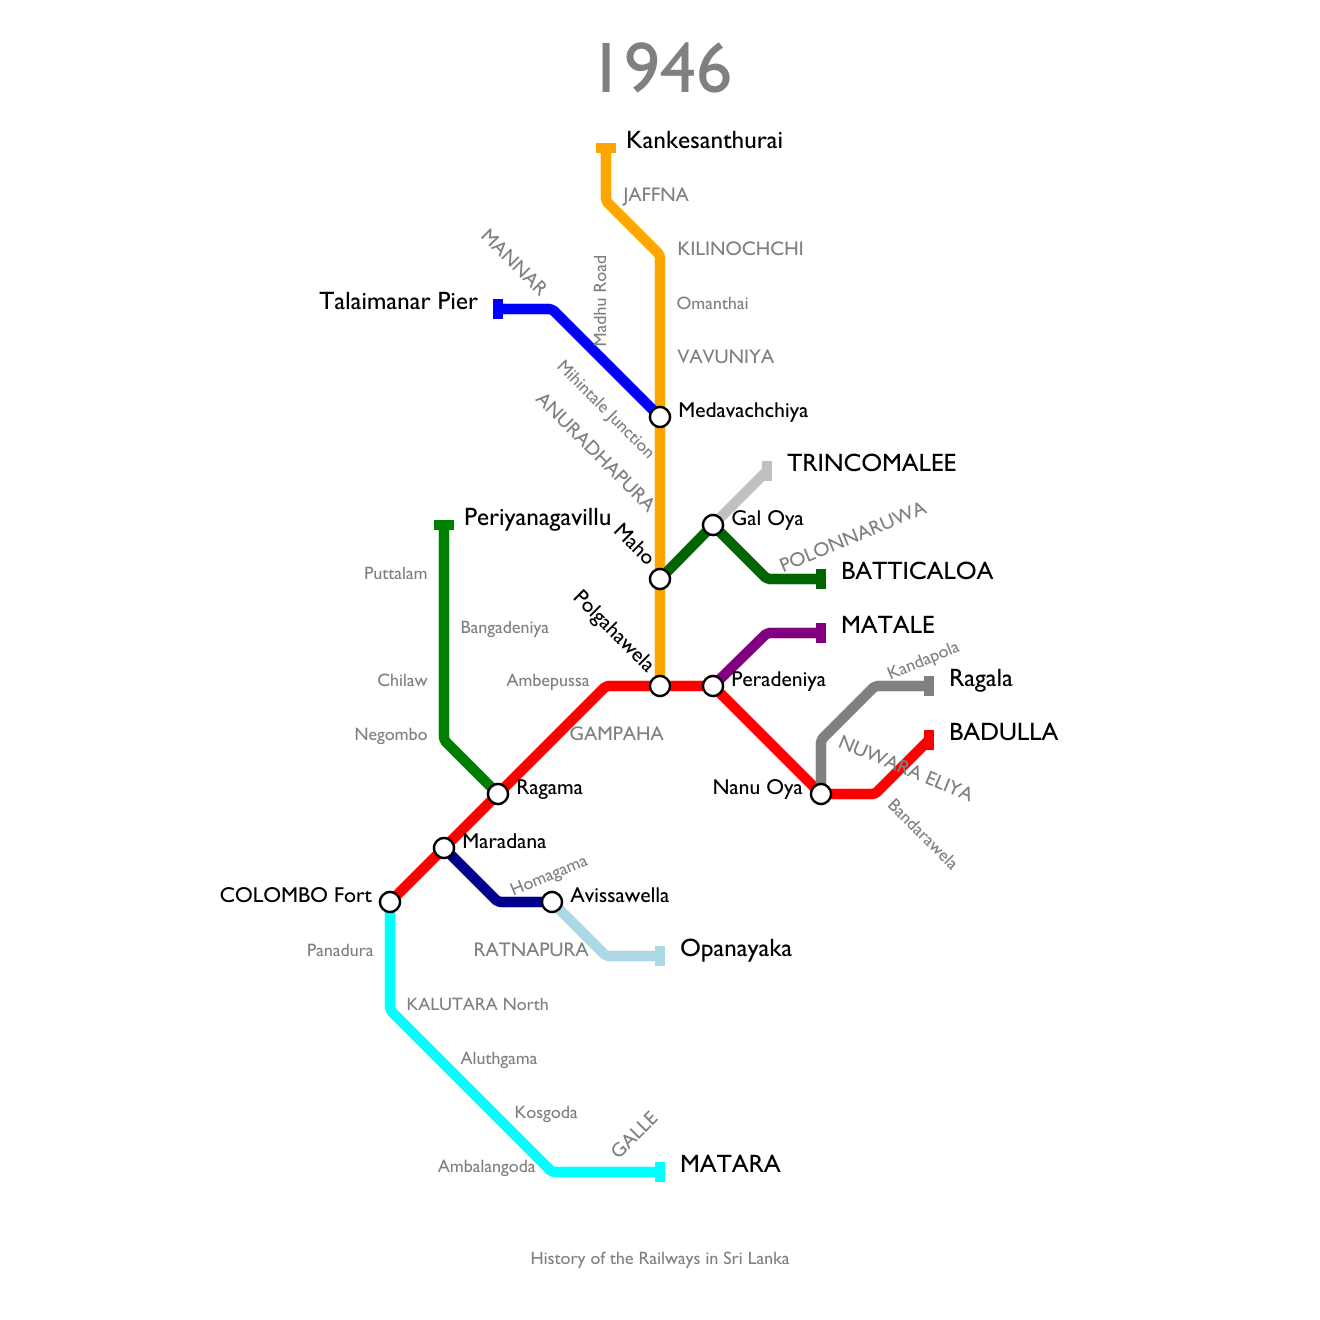 1946
Kankesanthurai
JAFFNA
MANNAR
KILINOCHCHI
Madhu Road
Talaimanar Pier
Omanthai
VAVUNIYA
Mihintale Junction
Medavachchiya
ANURADHAPURA
TRINCOMALEE
Periyanagavillu
Gal Oya
POLONNARUWA
Maho
Puttalam
BATTICALOA
Polgahawela
Bangadeniya
MATALE
Kandapola
Chilaw
Ambepussa
Peradeniya
Ragala
Negombo
GAMPAHA
NUWARA ELIYA
BADULLA
Ragama
Nanu Oya
Bandarawela
Maradana
Homagama
COLOMBO Fort
Avissawella
Panadura
RATNAPURA
Opanayaka
KALUTARA North
Aluthgama
Kosgoda
GALLE
Ambalangoda
MATARA
History of the Railways in Sri Lanka